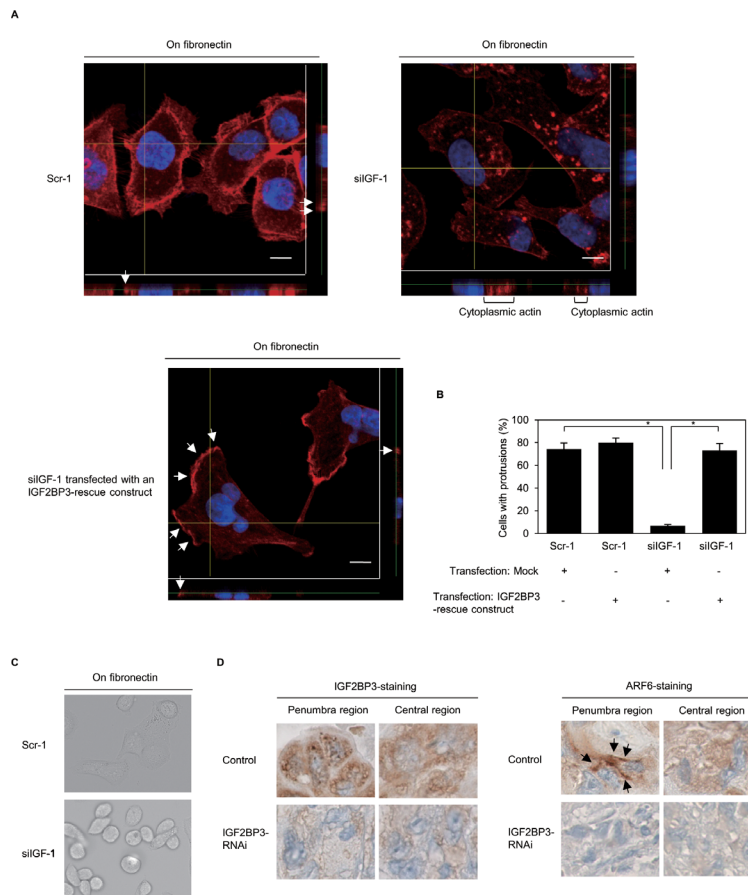 A
On fibronectin
Scr-1
On fibronectin
siIGF-1
Cytoplasmic actin
Cytoplasmic actin
On fibronectin
siIGF-1 transfected with an
IGF2BP3-rescue construct
B
Cells with protrusions (%)
100
80
60
40
20
0
* *
Scr-1 Scr-1 siIGF-1 siIGF-1
Transfection: Mock + - + -
Transfection: IGF2BP3
-rescue construct - + - +
C
On fibronectin
Scr-1
siIGF-1
D
IGF2BP3-staining
Penumbra region Central region
Control
IGF2BP3-
RNAi
ARF6-staining
Penumbra region Central region
Control
IGF2BP3-
RNAi